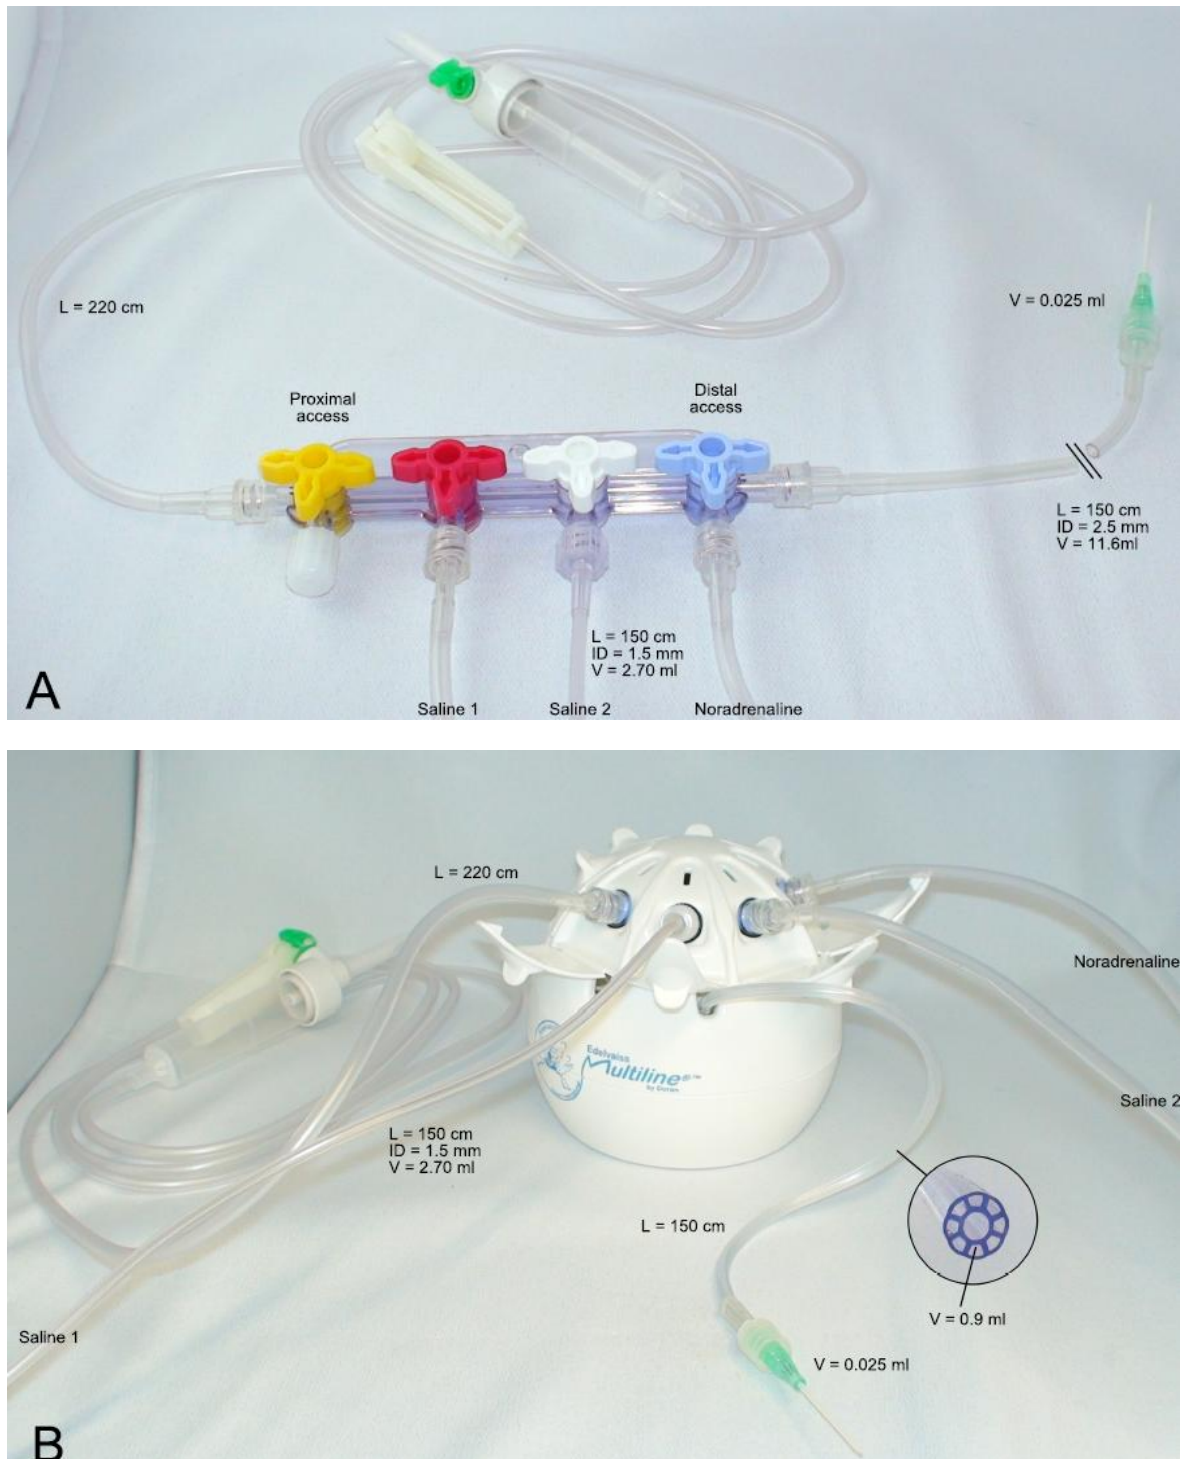 L = 220 cm
V = 0.025 ml
Proximal
access
Distal
access
L = 150 cm
ID = 2.5 mm
V = 11.6ml
L = 150 cm
ID = 1.5 mm
V = 2.70 ml
Saline 1
Saline 2
Noradrenaline
A
L = 220 cm
Noradrenaline
Edelvaiss
Multiline
by Doran
Saline 2
L = 150 cm
ID = 1.5 mm
V = 2.70 ml
L = 150 cm
V = 0.9 ml
Saline 1
V = 0.025 ml
B